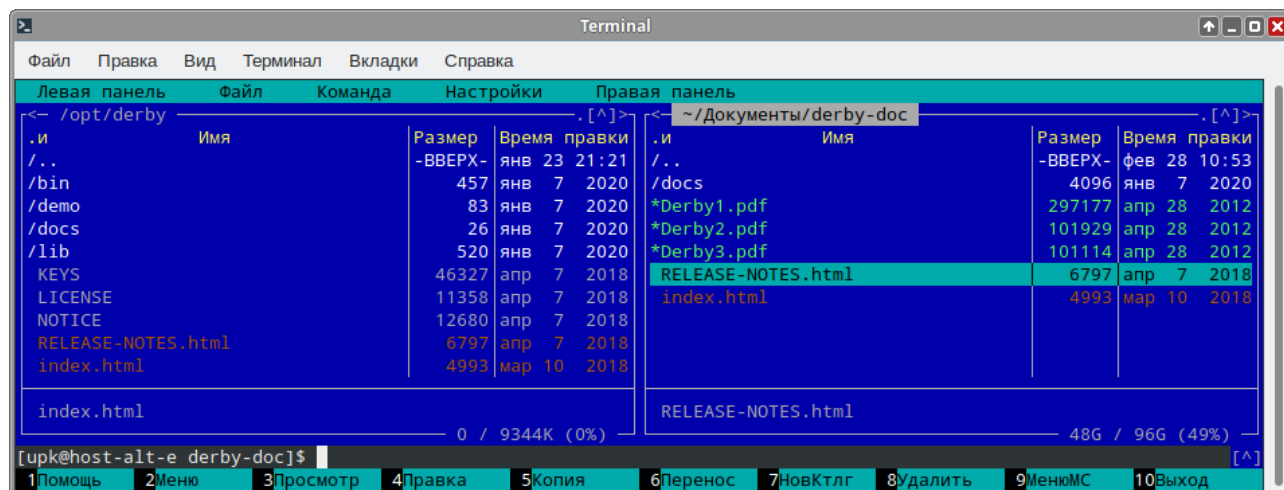 Terminal
Файл Правка Вид Терминал Вкладки Справка
Левая панель Файл Команда Настройки Правая панель
<— /opt/derby .[^]> <— ~/Документы/derby-doc .[^]>
.и Имя Размер Время правки .и Имя Размер Время правки
/.. -ВВЕРХ- янв 23 21:21 /.. -ВВЕРХ- фев 28 10:53
/bin 457 янв 7 2020 /docs 4096 янв 7 2020
/demo 83 янв 7 2020 *Derby1.pdf 297177 апр 28 2012
/docs 26 янв 7 2020 *Derby2.pdf 101929 апр 28 2012
/lib 520 янв 7 2020 *Derby3.pdf 101114 апр 28 2012
KEYS 46327 апр 7 2018 RELEASE-NOTES.html 6797 апр 7 2018
LICENSE 11358 апр 7 2018 index.html 4993 мар 10 2018
NOTICE 12680 апр 7 2018
RELEASE-NOTES.html 6797 апр 7 2018
index.html 4993 мар 10 2018
index.html RELEASE-NOTES.html
0 / 9344K (0%) 48G / 96G (49%)
[upk@host-alt-e derby-doc]$ [^]
1Помощь 2Меню 3Просмотр 4Правка 5Копия 6Перенос 7НовКтлг 8Удалить 9МенюМС 10Выход